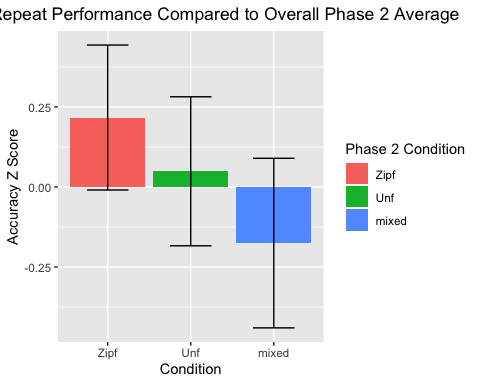 Repeat Performance Compared to Overall Phase 2 Average
Accuracy Z Score
0.25
0.00
-0.25
Zipf
Unf
mixed
Condition
Phase 2 Condition
Zipf
Unf
mixed